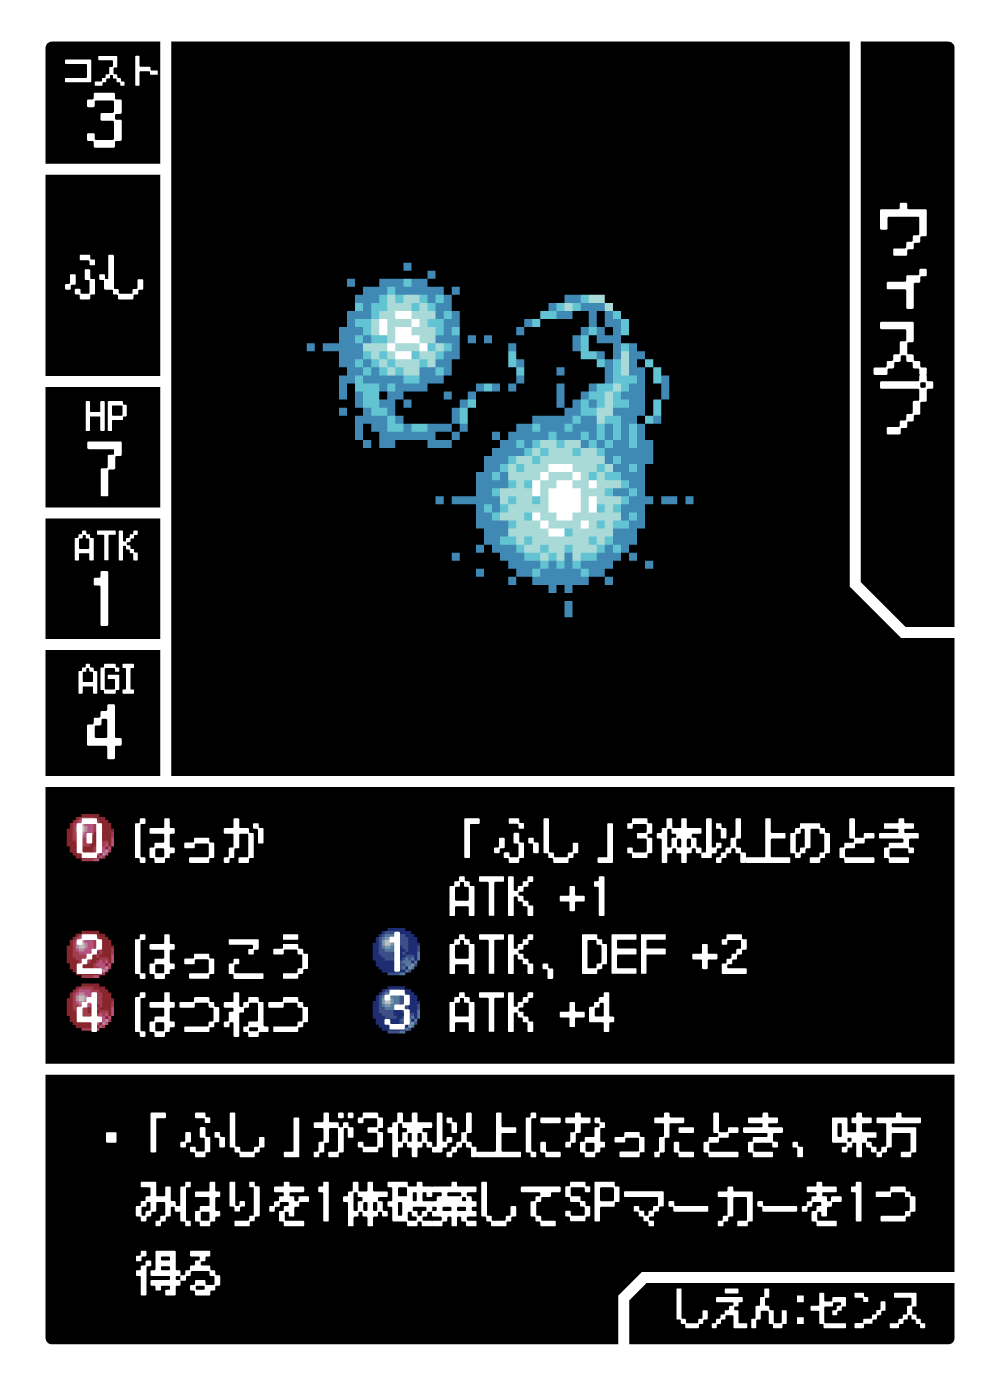 コスト
3
ふし
HP
7
ATK
1
AGI
4
ウィスプ
0 はっか 「ふし」3体以上のとき
ATK +1
2 はっこう 1 ATK、DEF +2
4 はつねつ 3 ATK +4
・「ふし」が3体以上になったとき、味方
みはりを1体破棄してSPマーカーを1つ
得る
しえん:センス